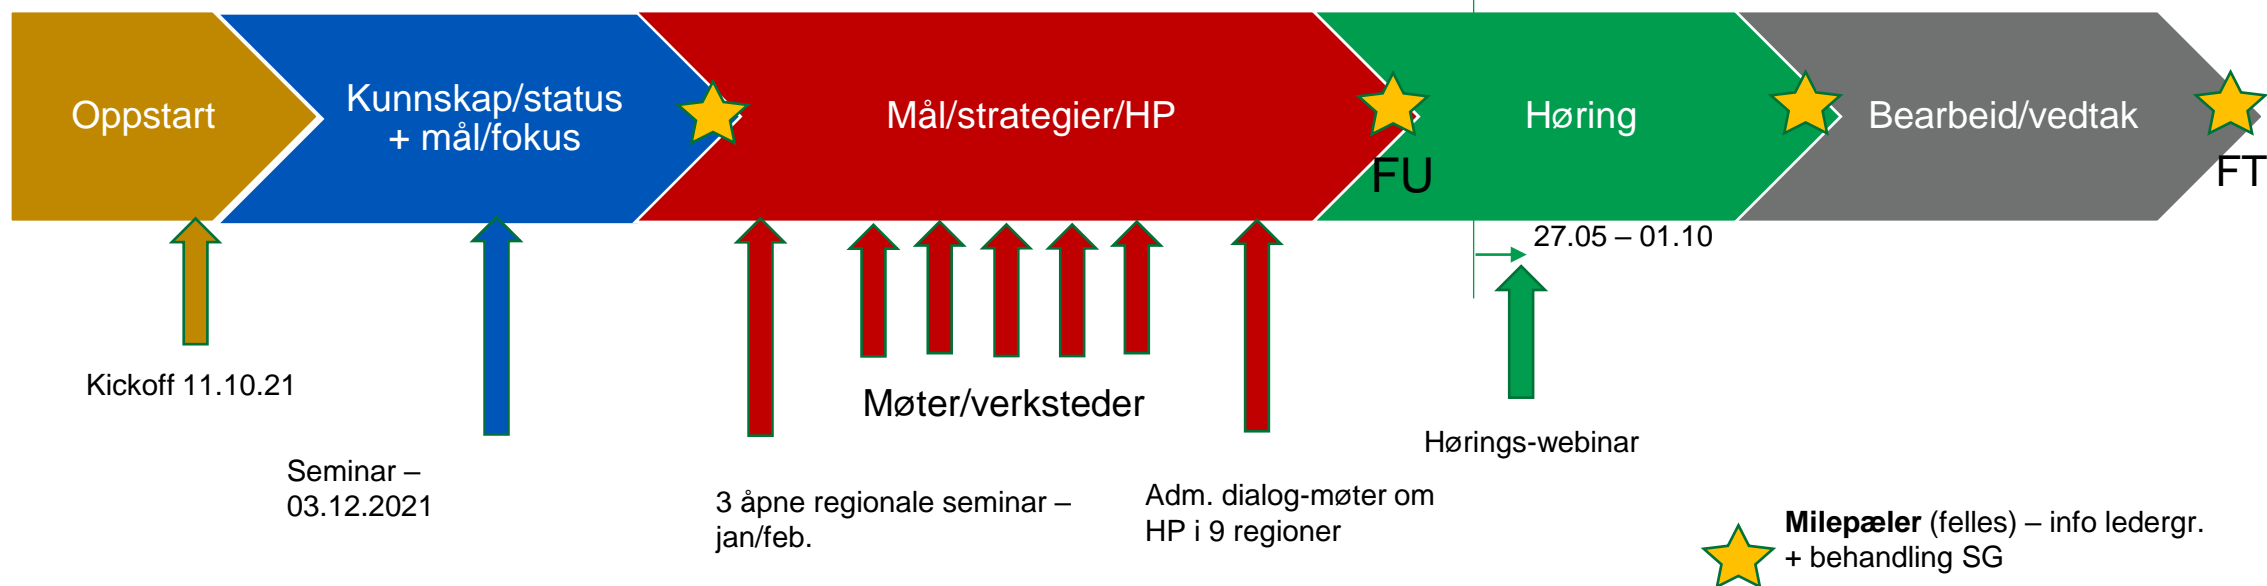 Oppstart
Kunnskap/status
+ mål/fokus
Mål/strategier/HP
FU
Høring
Bearbeid/vedtak
FT
27.05 – 01.10
Kickoff 11.10.21
Seminar –
03.12.2021
3 åpne regionale seminar –
jan/feb.
Møter/verksteder
Adm. dialog-møter om
HP i 9 regioner
Hørings-webinar
Milepæler (felles) – info ledergr.
+ behandling SG